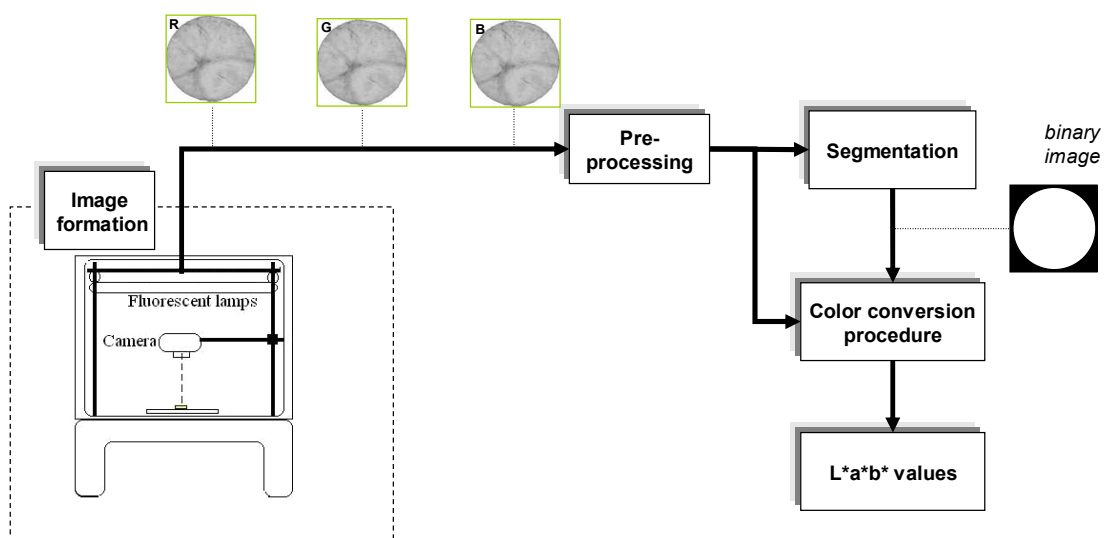 R
G
B
Pre-
processing
Segmentation
binary
image
Image
formation
Fluorescent lamps
Camera
Color conversion
procedure
L*a*b* values